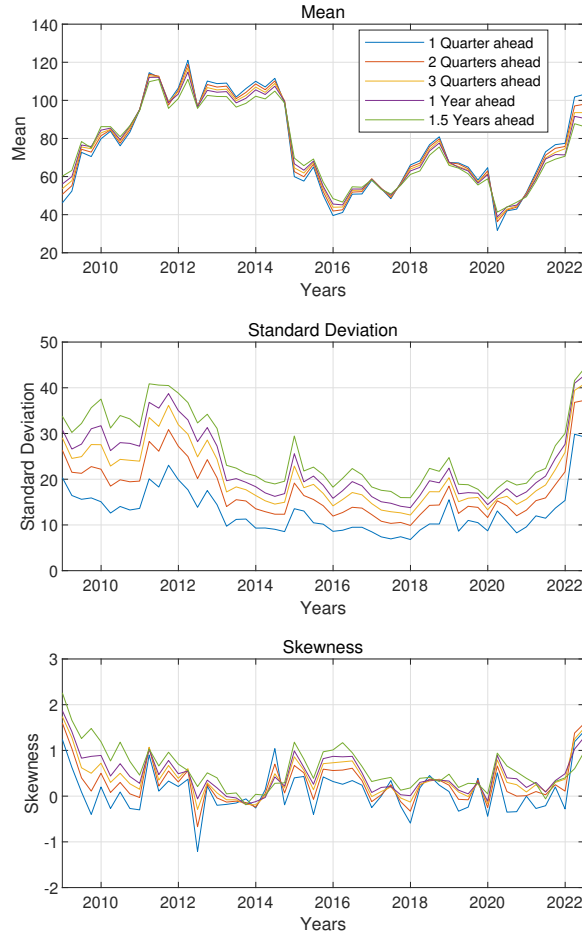 Mean
140
120
100
80
60
40
20
Mean
1 Quarter ahead
2 Quarters ahead
3 Quarters ahead
1 Year ahead
1.5 Years ahead
2010 2012 2014 2016 2018 2020 2022
Years
Standard Deviation
50
40
30
20
10
0
Standard Deviation
2010 2012 2014 2016 2018 2020 2022
Years
Skewness
3
2
1
0
-1
-2
Skewness
2010 2012 2014 2016 2018 2020 2022
Years